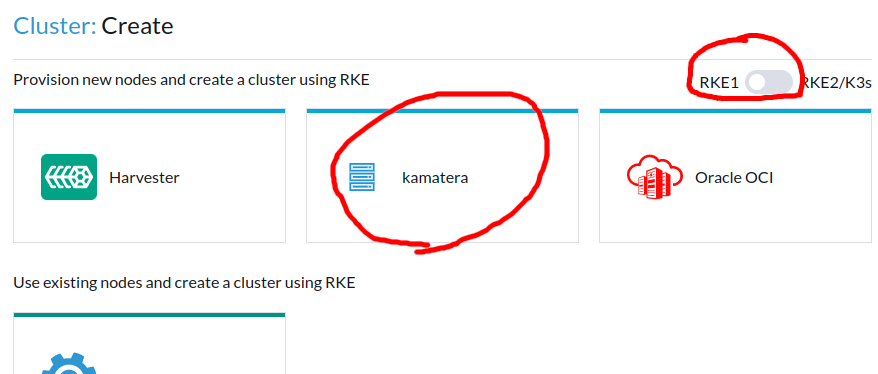 Cluster: Create
Provision new nodes and create a cluster using RKE
RKE1 RKE2/K3s
Harvester
kamatera
Oracle OCI
Use existing nodes and create a cluster using RKE